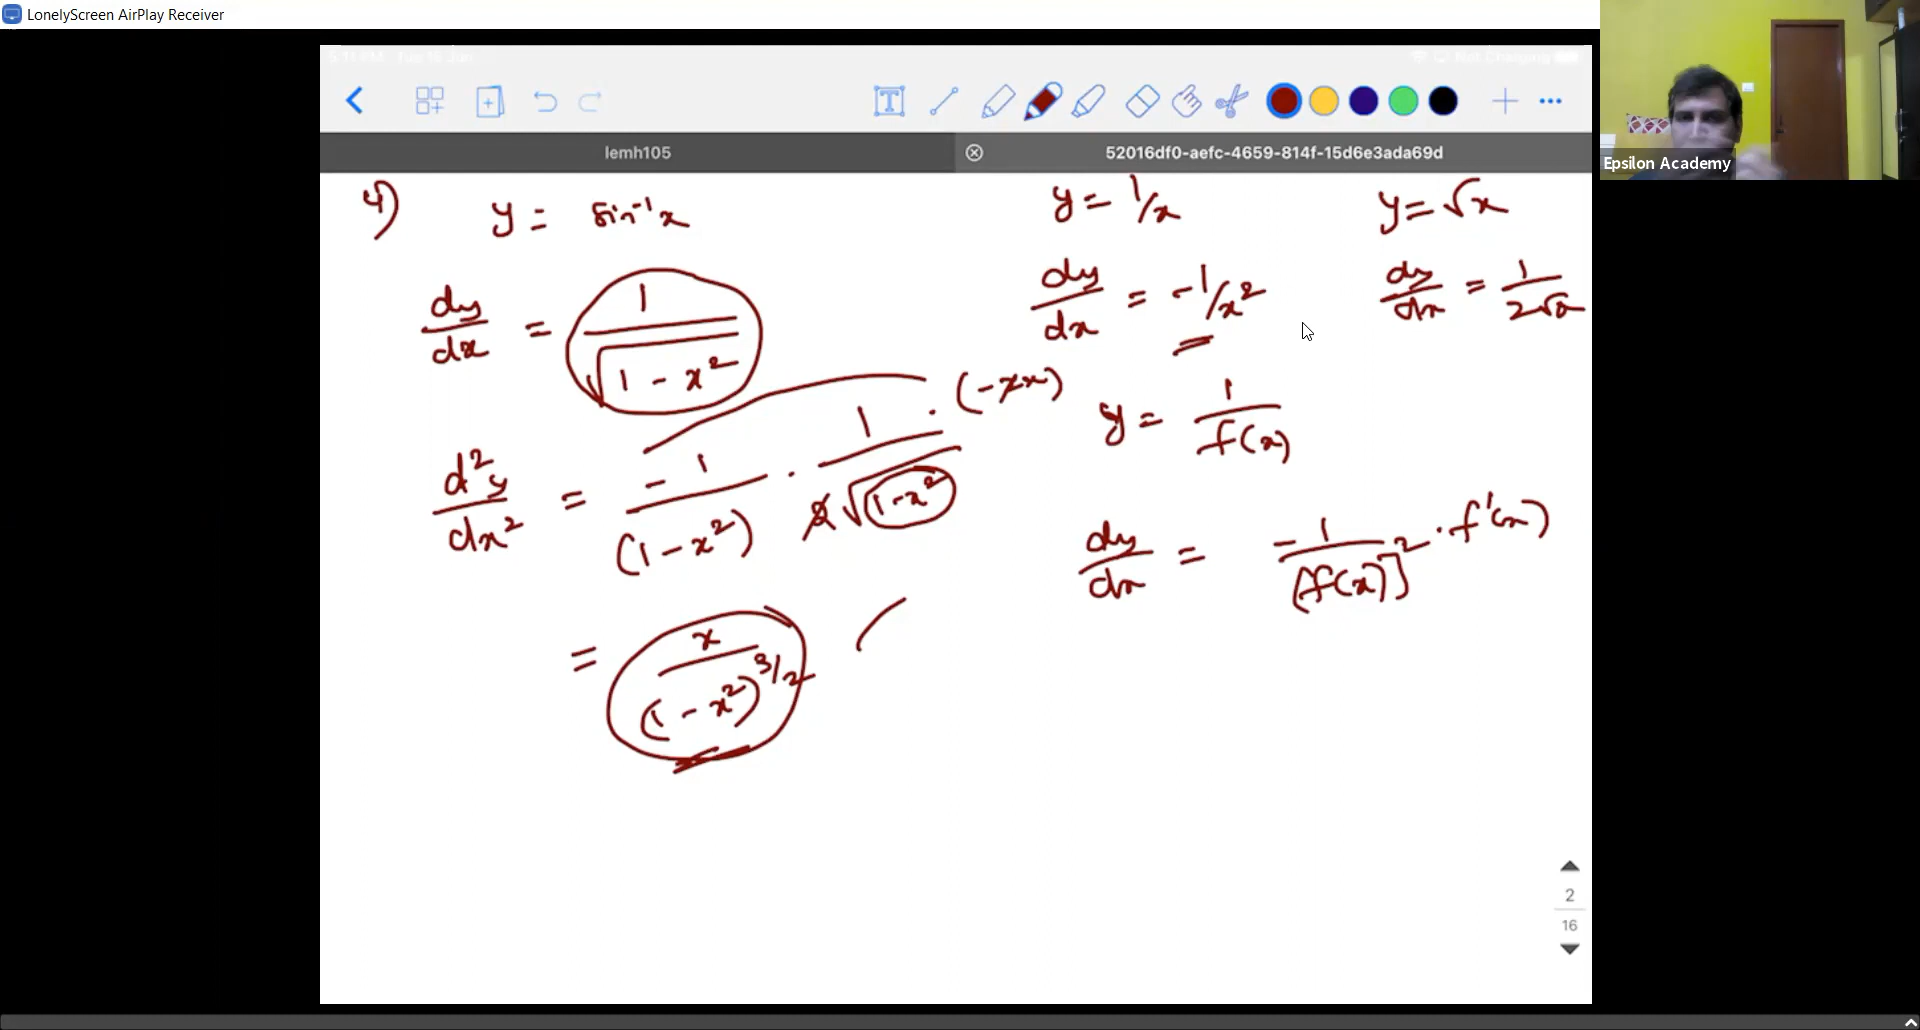 LonelyScreen AirPlay Receiver
Epsilon Academy
lemh105
52016df0-aefc-4659-814f-15d6e3ada69d
4) y = sin⁻¹x
dy/dx = 1/√(1 - x²)
d²y/dx² = -1/(1 - x²) · 1/(2√(1 - x²)) · (-2x)
= x/(1 - x²)^(3/2)
y = 1/x
dy/dx = -1/x²
y = √x
dy/dx = 1/(2√x)
y = 1/f(x)
dy/dx = -1/[f(x)]² · f'(x)
2
16